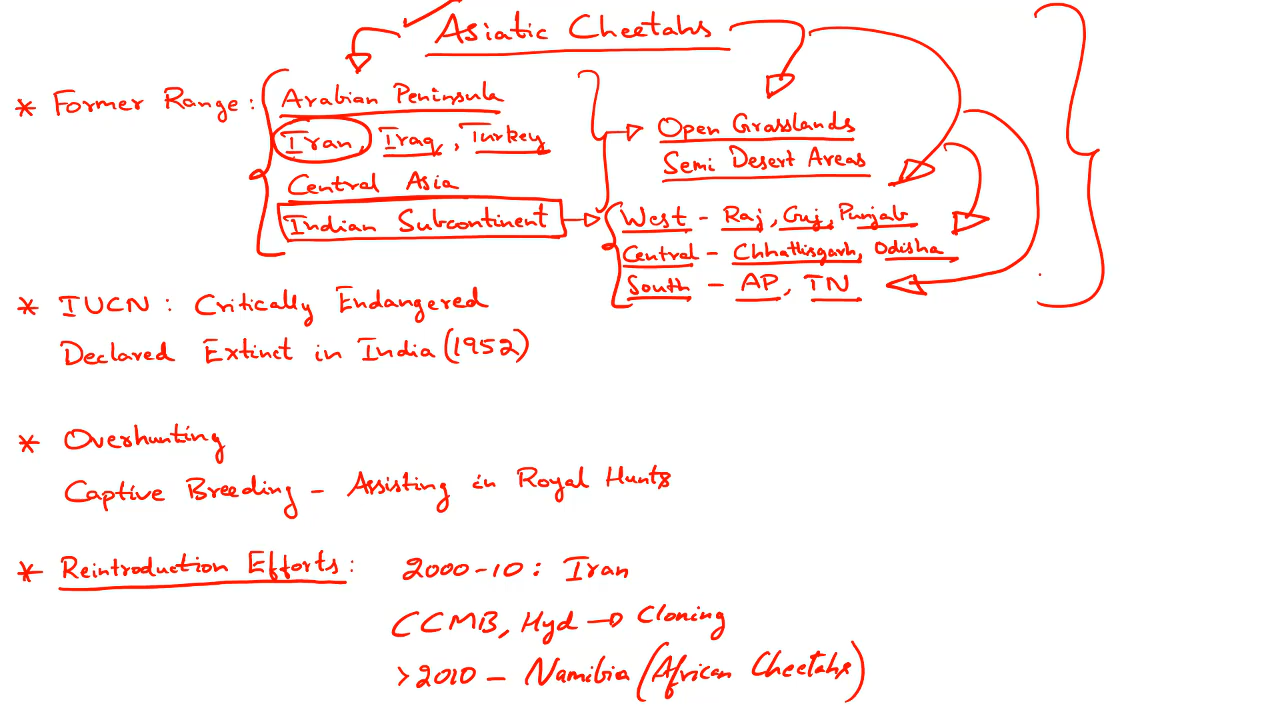 Asiatic Cheetahs
* Former Range:
Arabian Peninsula
Iran, Iraq, Turkey
Central Asia
Indian Subcontinent
Open Grasslands
Semi Desert Areas
West - Raj, Guj, Punjab
Central - Chhattisgarh, Odisha
South - AP, TN
* IUCN: Critically Endangered
Declared Extinct in India (1952)
* Overhunting
Captive Breeding - Assisting in Royal Hunts
* Reintroduction Efforts: 2000-10: Iran
CCMB, Hyd → Cloning
>2010 - Namibia (African Cheetahs)